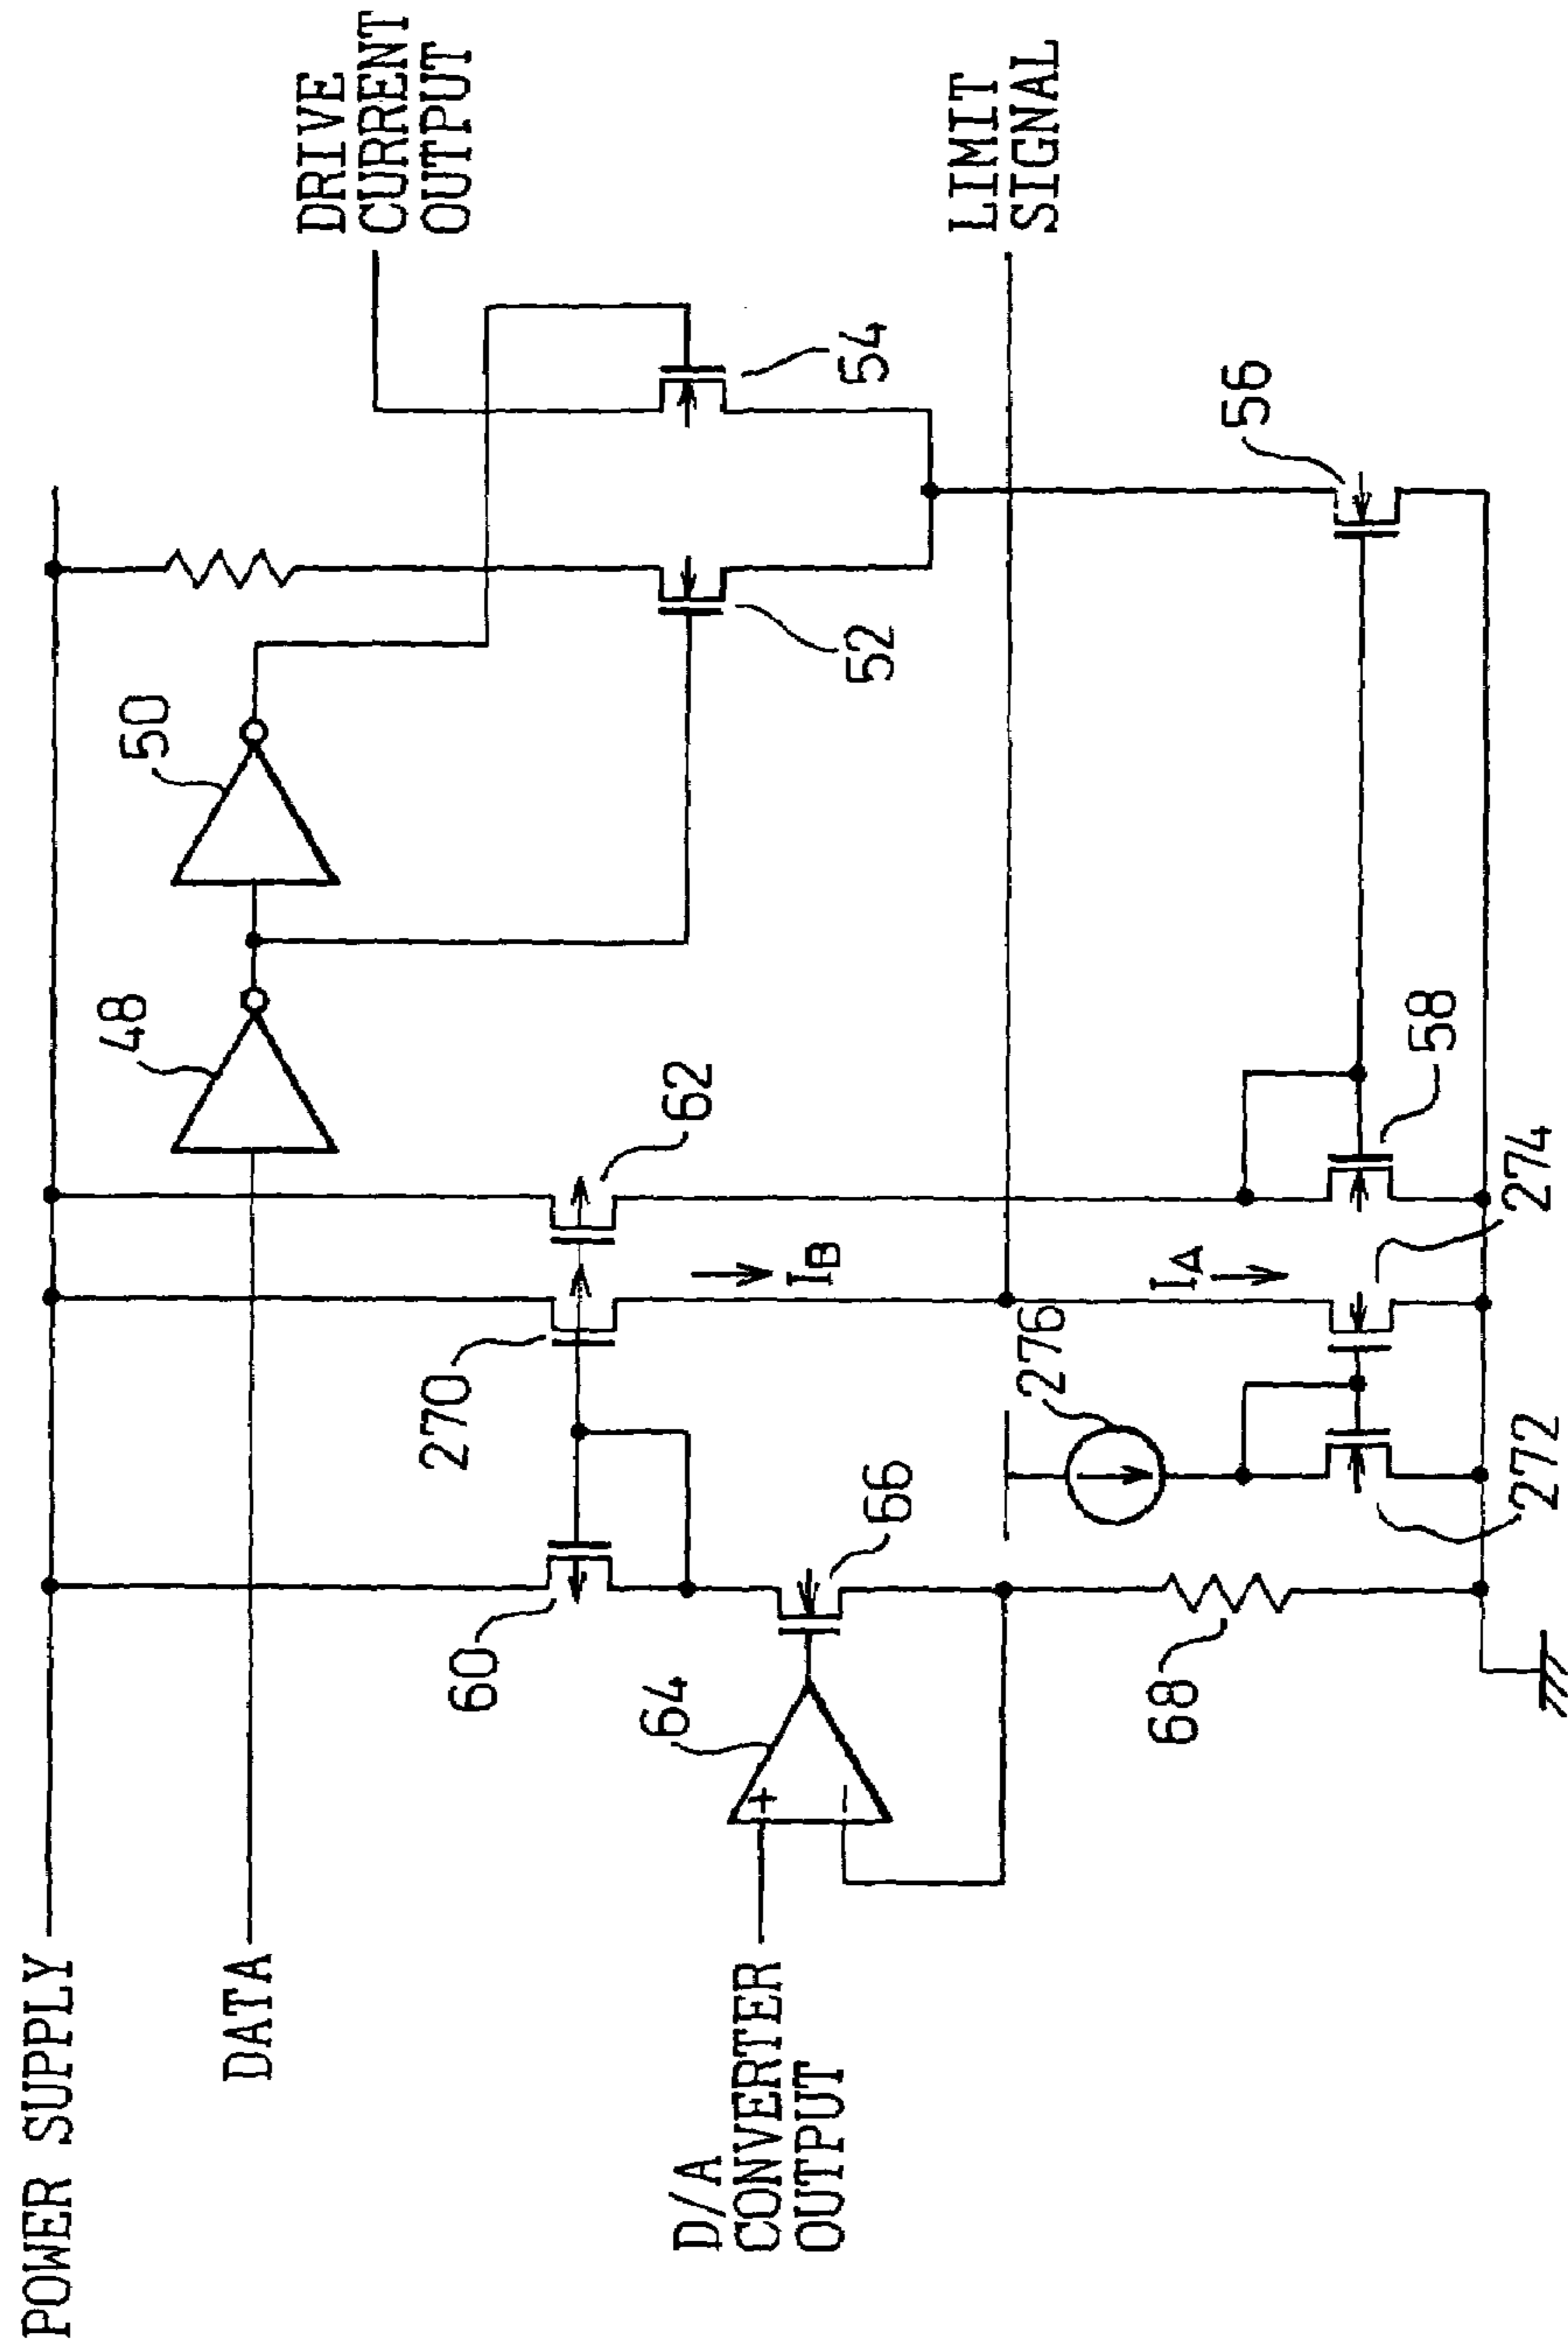 POWER SUPPLY
DATA
D/A
CONVERTER
OUTPUT
DRIVE
CURRENT
OUTPUT
LIMIT
SIGNAL
48
50
52
54
56
58
60
62
64
66
68
270
272
274
276
IB
IA
+
−